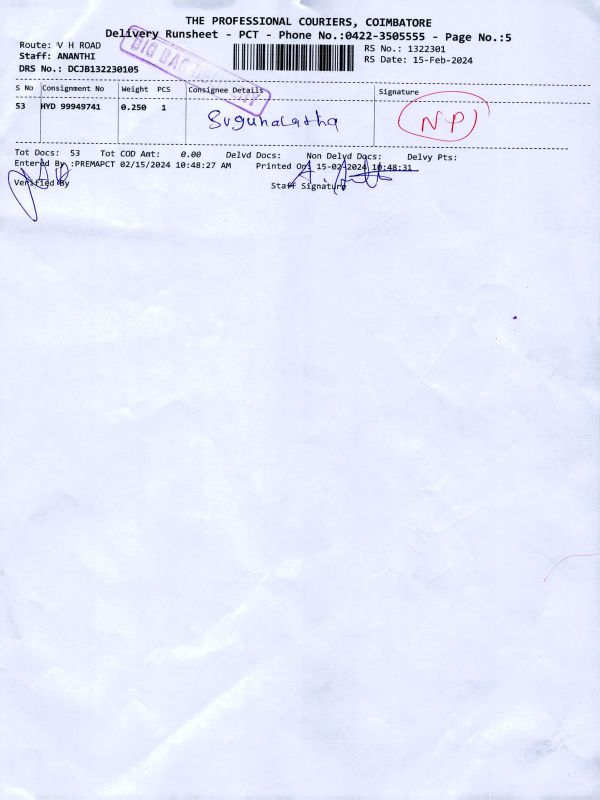 THE PROFESSIONAL COURIERS, COIMBATORE
Delivery Runsheet - PCT - Phone No.:0422-3505555 - Page No.:5
Route: V H ROAD
RS No.: 1322301
Staff: ANANTHI
RS Date: 15-Feb-2024
DRS No.: DCJB132230105
BIG BAG
S No Consignment No Weight PCS Consignee Details Signature
53 HYD 99949741 0.250 1 Sugunalatha NP
Tot Docs: 53 Tot COD Amt: 0.00 Delvd Docs: Non Delvd Docs: Delvy Pts:
Entered By :PREMAPCT 02/15/2024 10:48:27 AM Printed On 15-02-2024 10:48:31
Verified By Staff Signature